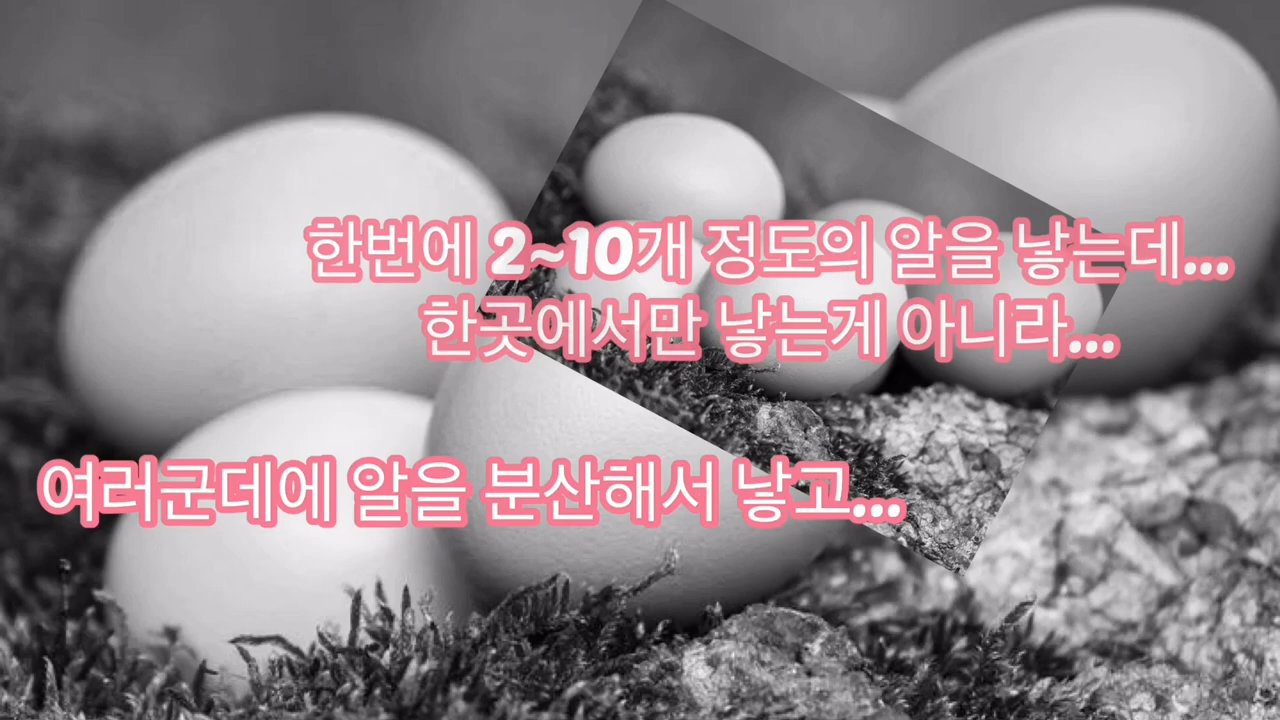 한번에 2~10개 정도의 알을 낳는데...
한곳에서만 낳는게 아니라...
여러군데에 알을 분산해서 낳고...